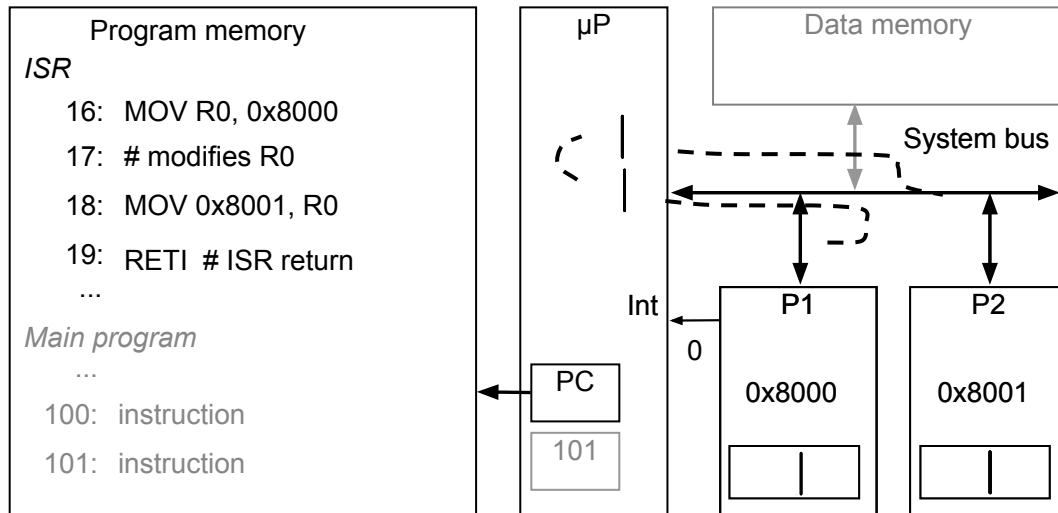 Program memory
ISR
16: MOV R0, 0x8000
17: # modifies R0
18: MOV 0x8001, R0
19: RETI # ISR return
...
Main program
...
100: instruction
101: instruction
µP
Int
PC
101
Data memory
System bus
0
P1
0x8000
P2
0x8001